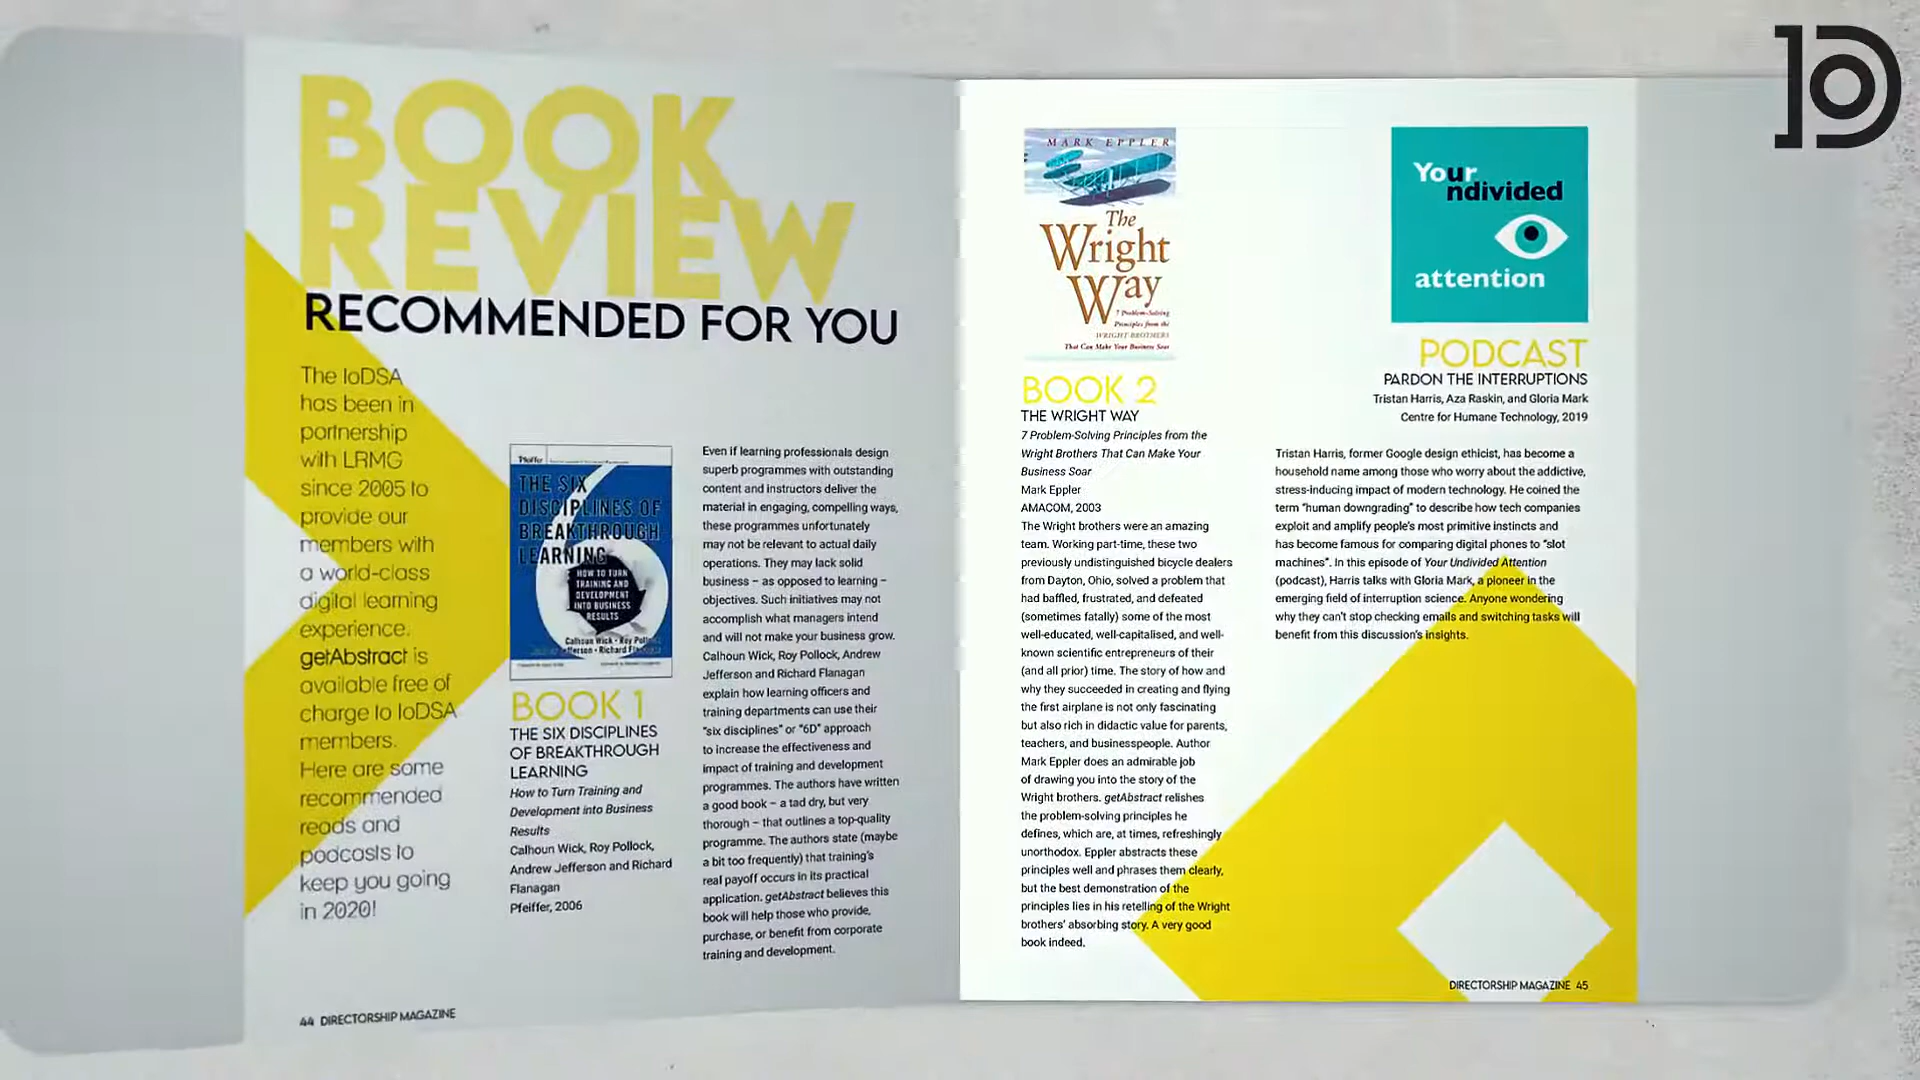 BOOK
REVIEW
RECOMMENDED FOR YOU
The IoDSA
has been in
partnership
with LRMG
since 2005 to
provide our
members with
a world-class
digital learning
experience.
getAbstract is
available free of
charge to IoDSA
members.
Here are some
recommended
reads and
podcasts to
keep you going
in 2020!
Pfeiffer
THE SIX
DISCIPLINES OF
BREAKTHROUGH
LEARNING
HOW TO TURN
TRAINING AND
DEVELOPMENT
INTO BUSINESS
RESULTS
Calhoun Wick • Roy Pollock
Jefferson • Richard Flanagan
BOOK 1
THE SIX DISCIPLINES
OF BREAKTHROUGH
LEARNING
How to Turn Training and
Development into Business
Results
Calhoun Wick, Roy Pollock,
Andrew Jefferson and Richard
Flanagan
Pfeiffer, 2006
Even if learning professionals design
superb programmes with outstanding
content and instructors deliver the
material in engaging, compelling ways,
these programmes unfortunately
may not be relevant to actual daily
operations. They may lack solid
business – as opposed to learning –
objectives. Such initiatives may not
accomplish what managers intend
and will not make your business grow.
Calhoun Wick, Roy Pollock, Andrew
Jefferson and Richard Flanagan
explain how learning officers and
training departments can use their
"six disciplines" or "6D" approach
to increase the effectiveness and
impact of training and development
programmes. The authors have written
a good book – a tad dry, but very
thorough – that outlines a top-quality
programme. The authors state (maybe
a bit too frequently) that training's
real payoff occurs in its practical
application. getAbstract believes this
book will help those who provide,
purchase, or benefit from corporate
training and development.
44 DIRECTORSHIP MAGAZINE
MARK EPPLER
The
Wright
Way
7 Problem-Solving
Principles from the
WRIGHT BROTHERS
That Can Make Your Business Soar
BOOK 2
THE WRIGHT WAY
7 Problem-Solving Principles from the
Wright Brothers That Can Make Your
Business Soar
Mark Eppler
AMACOM, 2003
The Wright brothers were an amazing
team. Working part-time, these two
previously undistinguished bicycle dealers
from Dayton, Ohio, solved a problem that
had baffled, frustrated, and defeated
(sometimes fatally) some of the most
well-educated, well-capitalised, and well-
known scientific entrepreneurs of their
(and all prior) time. The story of how and
why they succeeded in creating and flying
the first airplane is not only fascinating
but also rich in didactic value for parents,
teachers, and businesspeople. Author
Mark Eppler does an admirable job
of drawing you into the story of the
Wright brothers. getAbstract relishes
the problem-solving principles he
defines, which are, at times, refreshingly
unorthodox. Eppler abstracts these
principles well and phrases them clearly,
but the best demonstration of the
principles lies in his retelling of the Wright
brothers' absorbing story. A very good
book indeed.
Your
ndivided
attention
PODCAST
PARDON THE INTERRUPTIONS
Tristan Harris, Aza Raskin, and Gloria Mark
Centre for Humane Technology, 2019
Tristan Harris, former Google design ethicist, has become a
household name among those who worry about the addictive,
stress-inducing impact of modern technology. He coined the
term "human downgrading" to describe how tech companies
exploit and amplify people's most primitive instincts and
has become famous for comparing digital phones to "slot
machines". In this episode of Your Undivided Attention
(podcast), Harris talks with Gloria Mark, a pioneer in the
emerging field of interruption science. Anyone wondering
why they can't stop checking emails and switching tasks will
benefit from this discussion's insights.
DIRECTORSHIP MAGAZINE 45